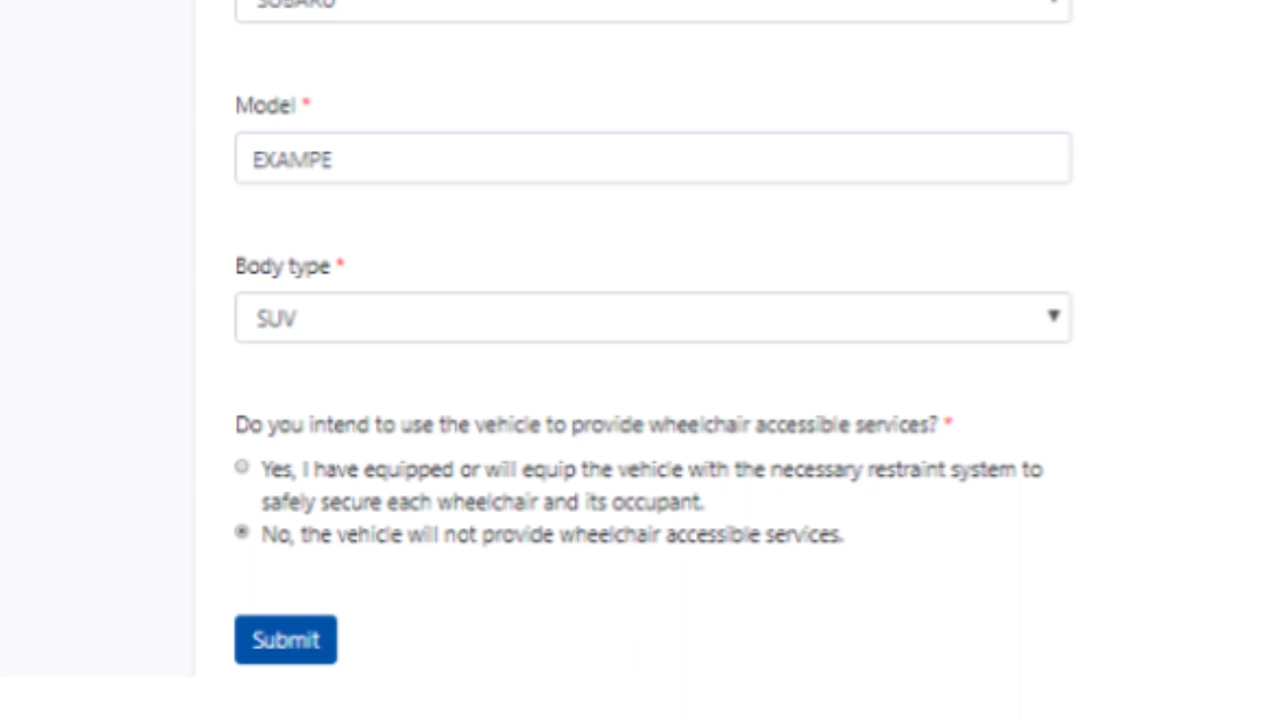 SUBARU
Model *
EXAMPE
Body type *
SUV
Do you intend to use the vehicle to provide wheelchair accessible services? *
Yes, I have equipped or will equip the vehicle with the necessary restraint system to
safely secure each wheelchair and its occupant.
No, the vehicle will not provide wheelchair accessible services.
Submit